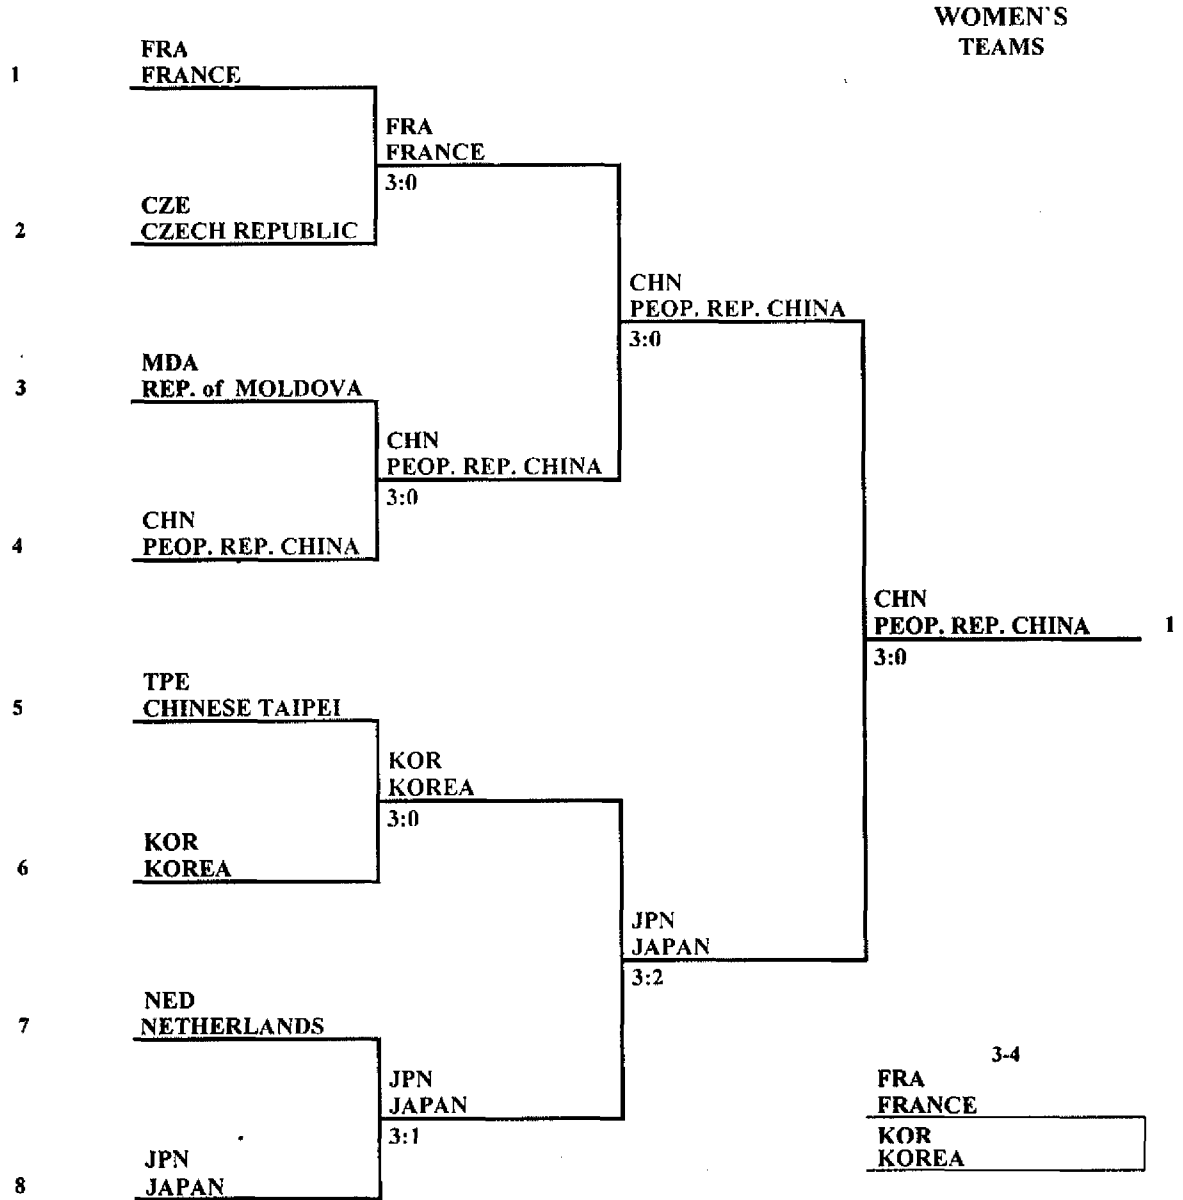 WOMEN`S
TEAMS
FRA
1 FRANCE
FRA
FRANCE
3:0
CZE
2 CZECH REPUBLIC
CHN
PEOP. REP. CHINA
3:0
MDA
3 REP. of MOLDOVA
CHN
PEOP. REP. CHINA
3:0
CHN
4 PEOP. REP. CHINA
CHN
PEOP. REP. CHINA 1
3:0
TPE
5 CHINESE TAIPEI
KOR
KOREA
3:0
KOR
6 KOREA
JPN
JAPAN
3:2
NED
7 NETHERLANDS
JPN
JAPAN
3:1
JPN
8 JAPAN
3-4
FRA
FRANCE
KOR
KOREA